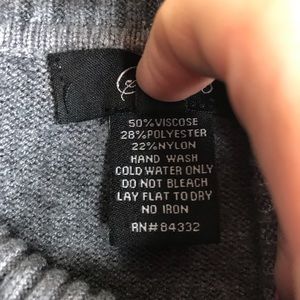 50%VISCOSE
28%POLYESTER
22%NYLON
HAND WASH
COLD WATER ONLY
DO NOT BLEACH
LAY FLAT TO DRY
NO IRON
RN#84332